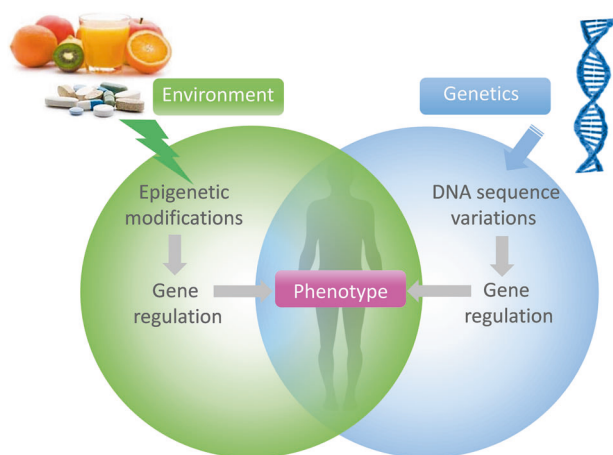 Environment
Genetics
Epigenetic
modifications
DNA sequence
variations
Gene
regulation
Phenotype
Gene
regulation